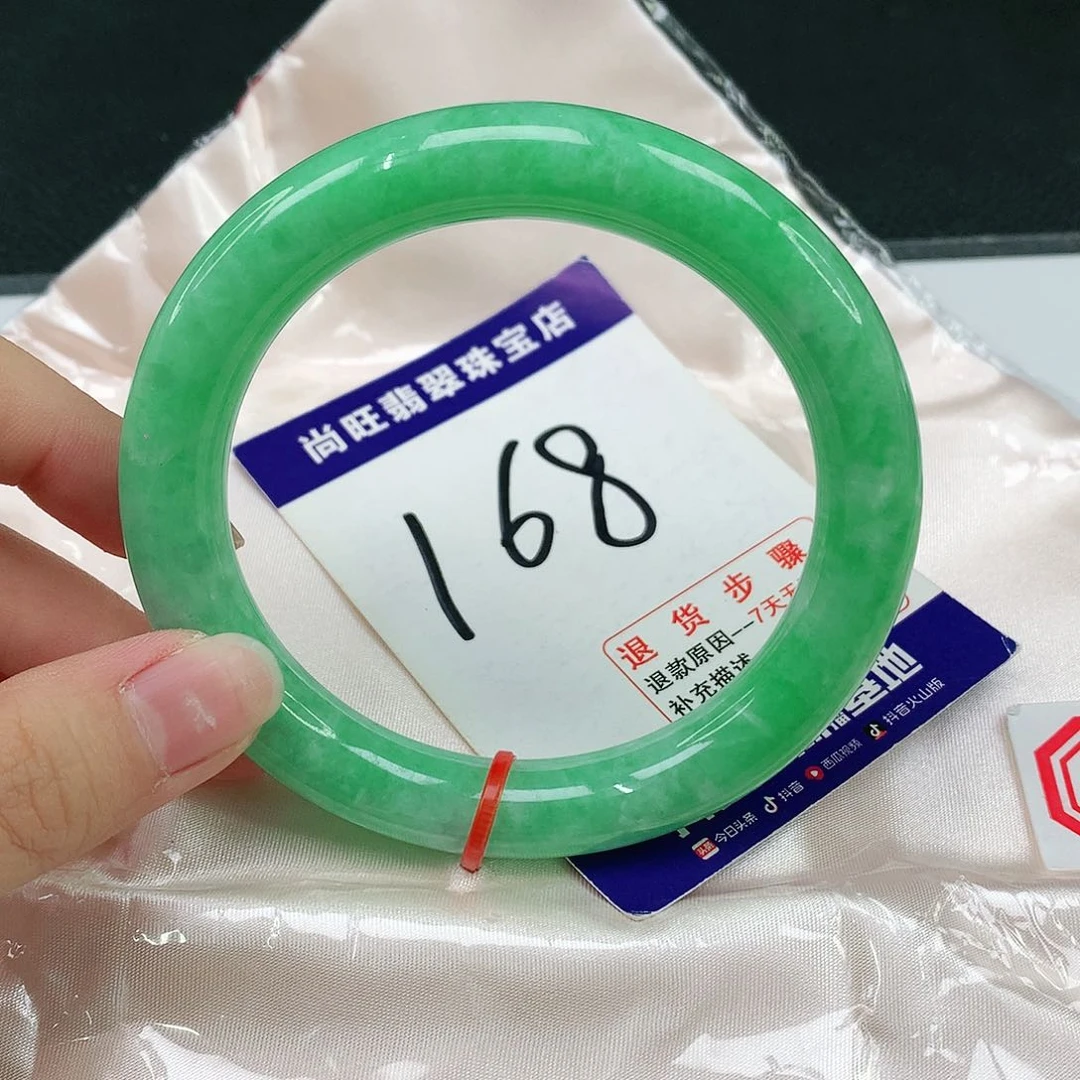 尚旺翡翠珠宝店
168
退货步骤
退款原因--7天无
补充描述
基地
今日头条 抖音 西瓜视频 抖音火山版